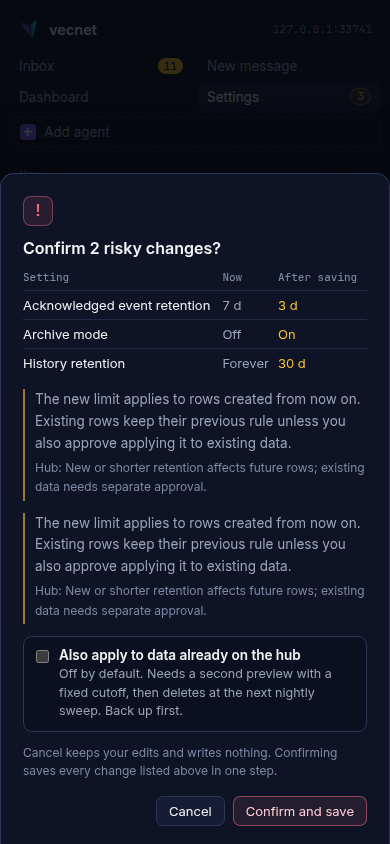 vecnet 127.0.0.1:33741
Inbox 11 New message
Dashboard Settings 3
+ Add agent
!
Confirm 2 risky changes?
Setting Now After saving
Acknowledged event retention 7 d 3 d
Archive mode Off On
History retention Forever 30 d
The new limit applies to rows created from now on.
Existing rows keep their previous rule unless you
also approve applying it to existing data.
Hub: New or shorter retention affects future rows; existing
data needs separate approval.
The new limit applies to rows created from now on.
Existing rows keep their previous rule unless you
also approve applying it to existing data.
Hub: New or shorter retention affects future rows; existing
data needs separate approval.
Also apply to data already on the hub
Off by default. Needs a second preview with a
fixed cutoff, then deletes at the next nightly
sweep. Back up first.
Cancel keeps your edits and writes nothing. Confirming
saves every change listed above in one step.
Cancel Confirm and save